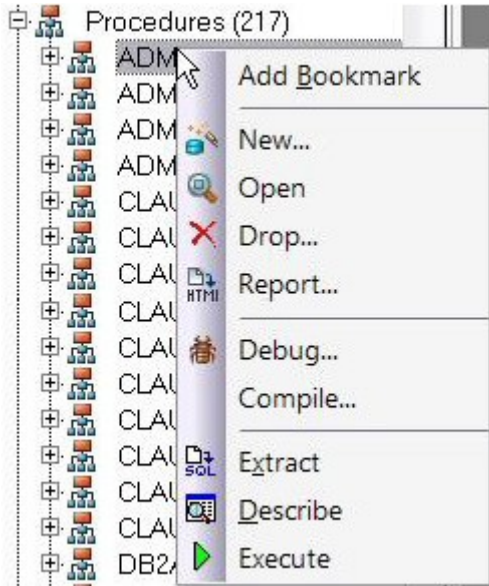 Procedures (217)
ADM
Add Bookmark
ADM
ADM
New...
ADM
Open
CLAU
CLAU
Drop...
CLAU
HTMl
Report...
CLAU
CLAU
Debug...
CLAU
Compile...
CLAU
CLAU
SQL
Extract
CLAU
Describe
CLAU
DB2
Execute